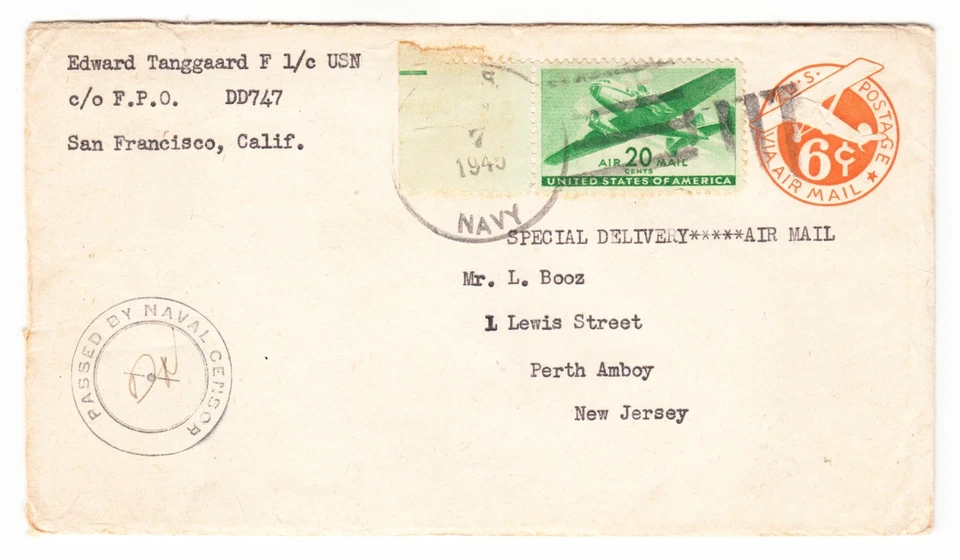 Edward Tanggaard F 1/c USN
c/o F.P.O. DD747
San Francisco, Calif.
S.
7
1945
NAVY
AIR 20 MAIL
CENTS
UNITED STATES OF AMERICA
U.S. POSTAGE
6¢
VIA AIR MAIL ★
SPECIAL DELIVERY*****AIR MAIL
Mr. L. Booz
1 Lewis Street
Perth Amboy
New Jersey
PASSED BY NAVAL CENSOR